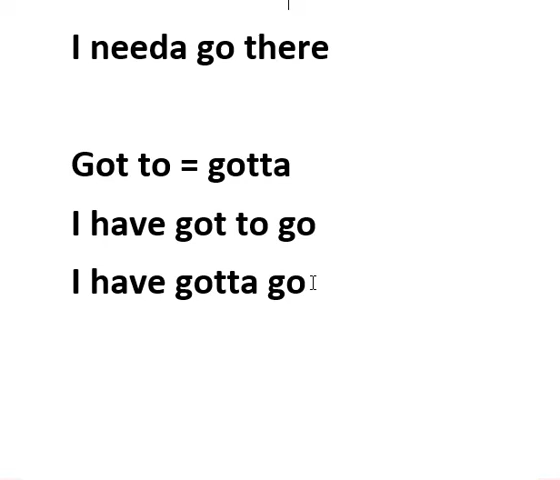 I needa go there
Got to = gotta
I have got to go
I have gotta go